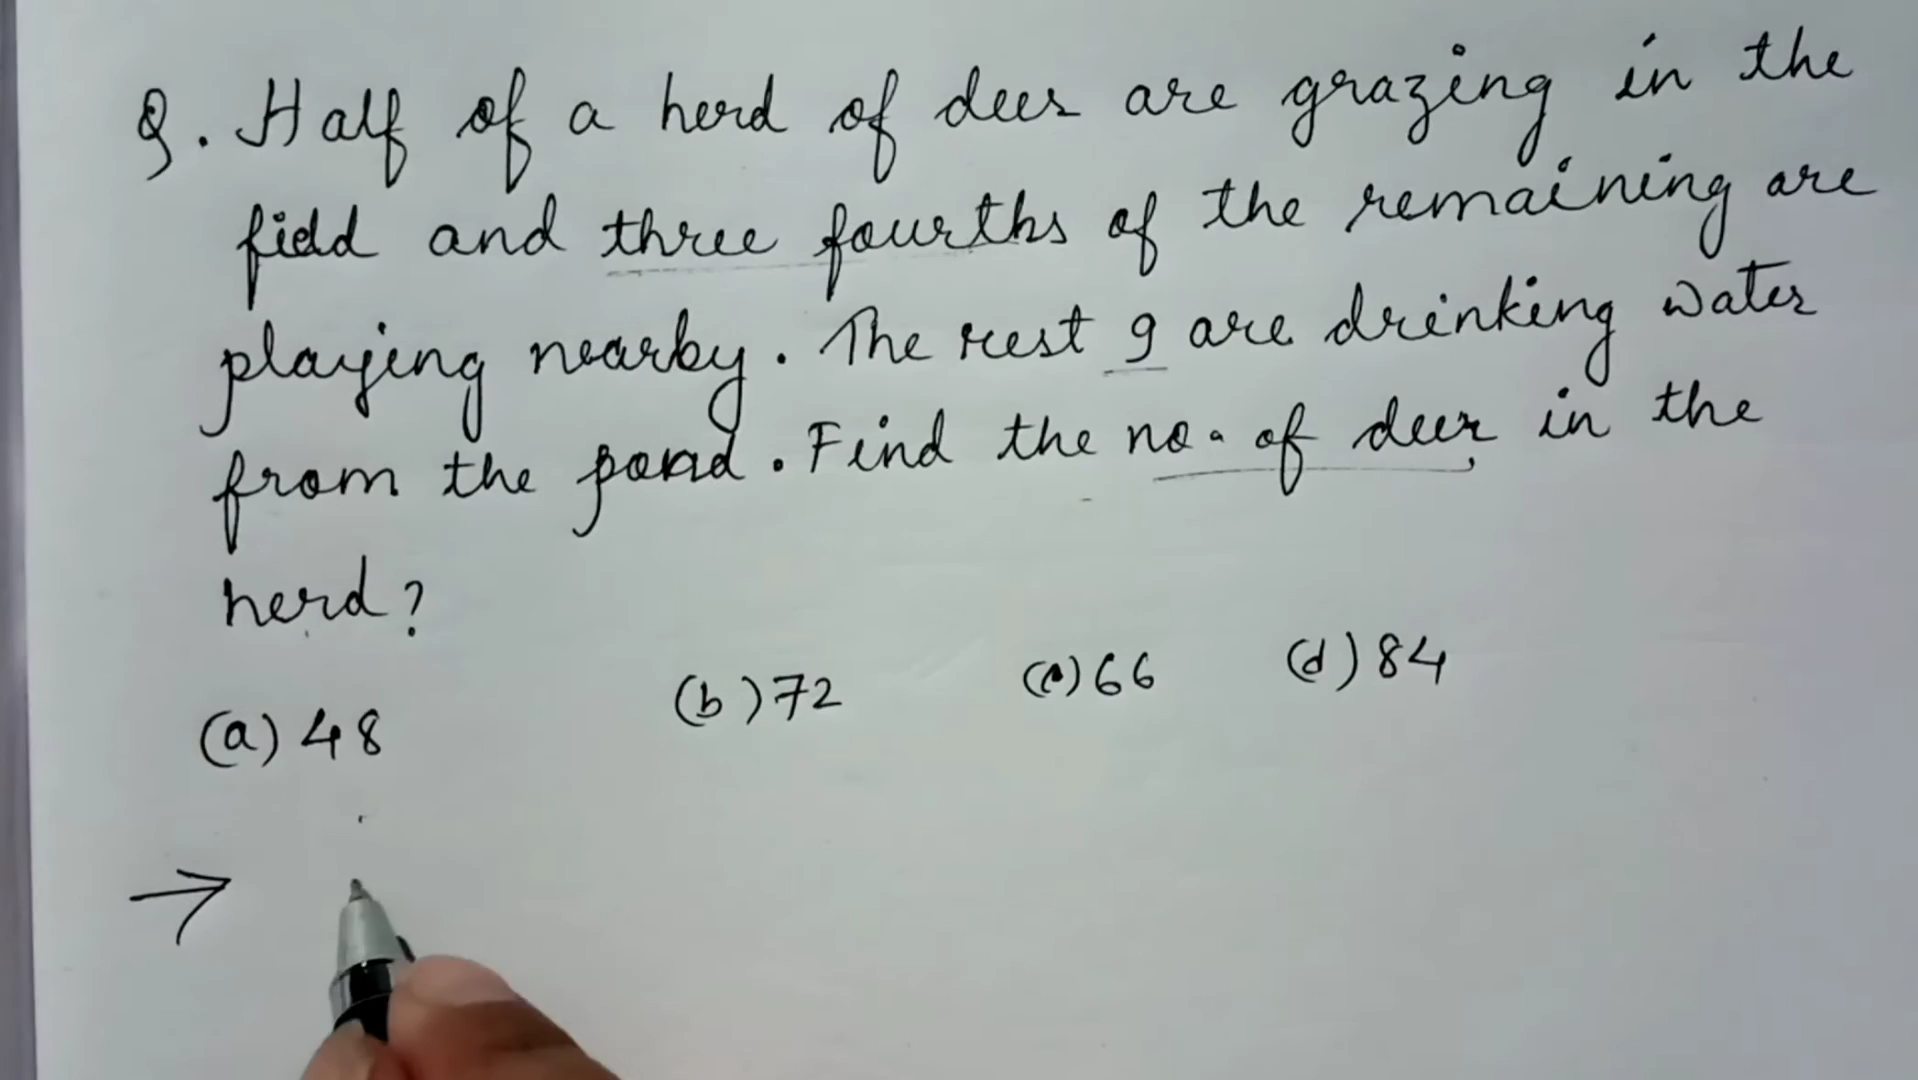 Q. Half of a herd of deer are grazing in the
field and three fourths of the remaining are
playing nearby. The rest 9 are drinking water
from the pond. Find the no. of deer in the
herd?
(a) 48 (b) 72 (c) 66 (d) 84